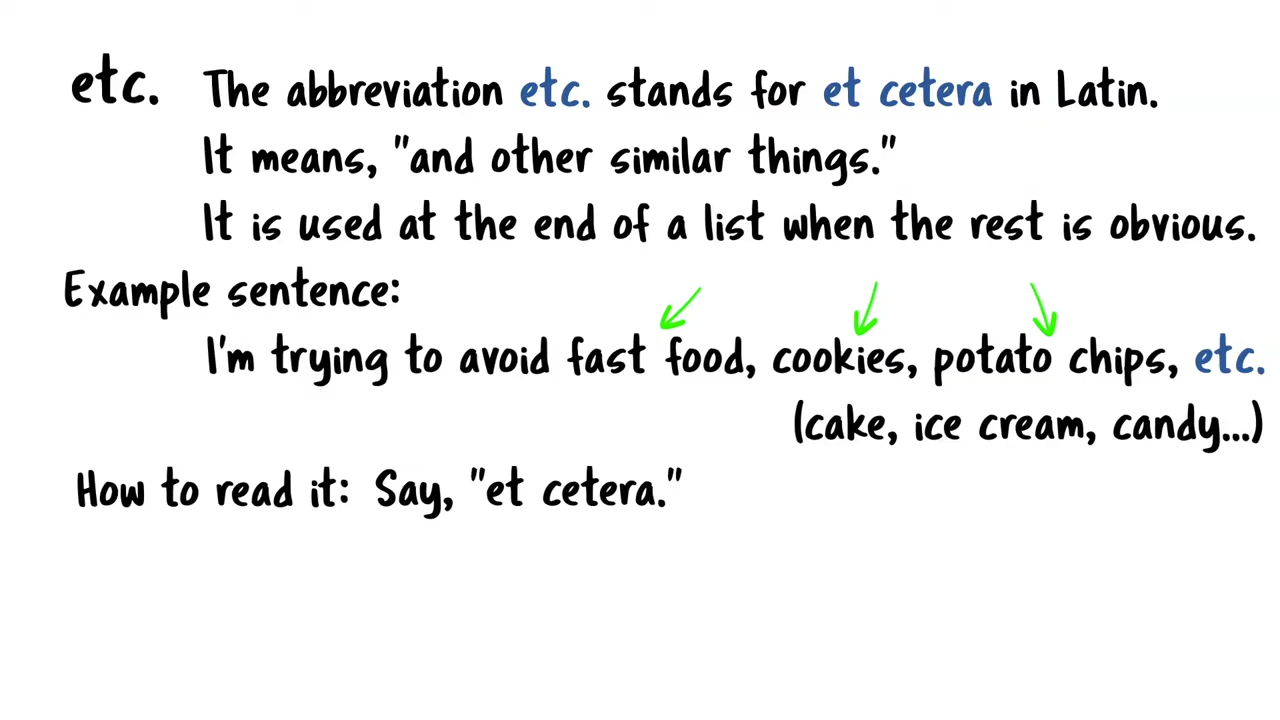 etc. The abbreviation etc. stands for et cetera in Latin.
It means, "and other similar things."
It is used at the end of a list when the rest is obvious.
Example sentence:
I'm trying to avoid fast food, cookies, potato chips, etc.
(cake, ice cream, candy...)
How to read it: Say, "et cetera."